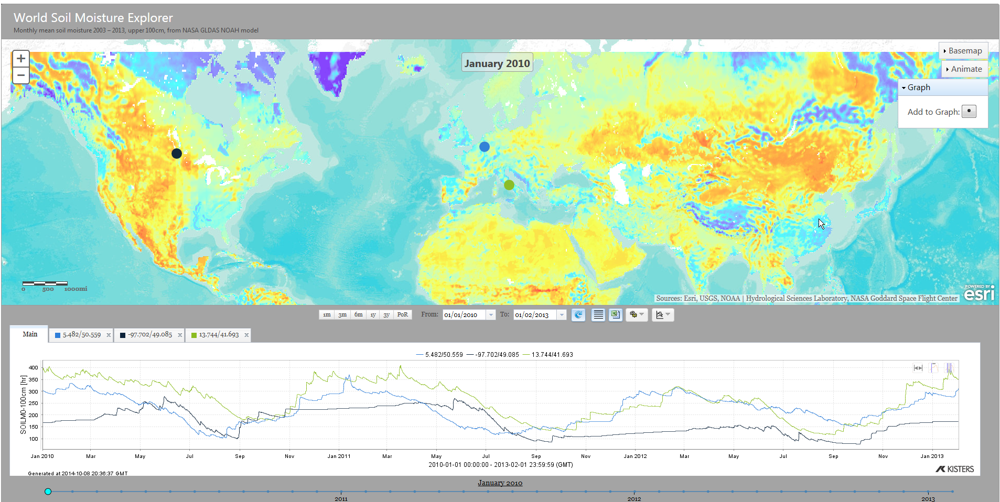 World Soil Moisture Explorer
Monthly mean soil moisture 2003 – 2013, upper 100cm, from NASA GLDAS NOAH model
+
−
January 2010
Basemap
Animate
Graph
Add to Graph:
0 500 1000mi
Sources: Esri, USGS, NOAA | Hydrological Sciences Laboratory, NASA Goddard Space Flight Center
POWERED BY
esri
1m 3m 6m 1y 3y PoR From: 01/01/2010 To: 01/02/2013
Main 5.482/50.559 x -97.702/49.085 x 13.744/41.693 x
5.482/50.559 -97.702/49.085 13.744/41.693
SOILM0-100cm [hr]
400
350
300
250
200
150
100
Jan 2010 Mar May Jul Sep Nov Jan 2011 Mar May Jul Sep Nov Jan 2012 Mar May Jul Sep Nov Jan 2013
2010-01-01 00:00:00 - 2013-02-01 23:59:59 (GMT)
KISTERS
Generated at 2014-10-08 20:36:37 GMT
January 2010
2011 2012 2013